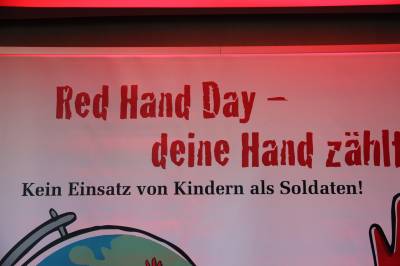 Red Hand Day –
deine Hand zählt
Kein Einsatz von Kindern als Soldaten!